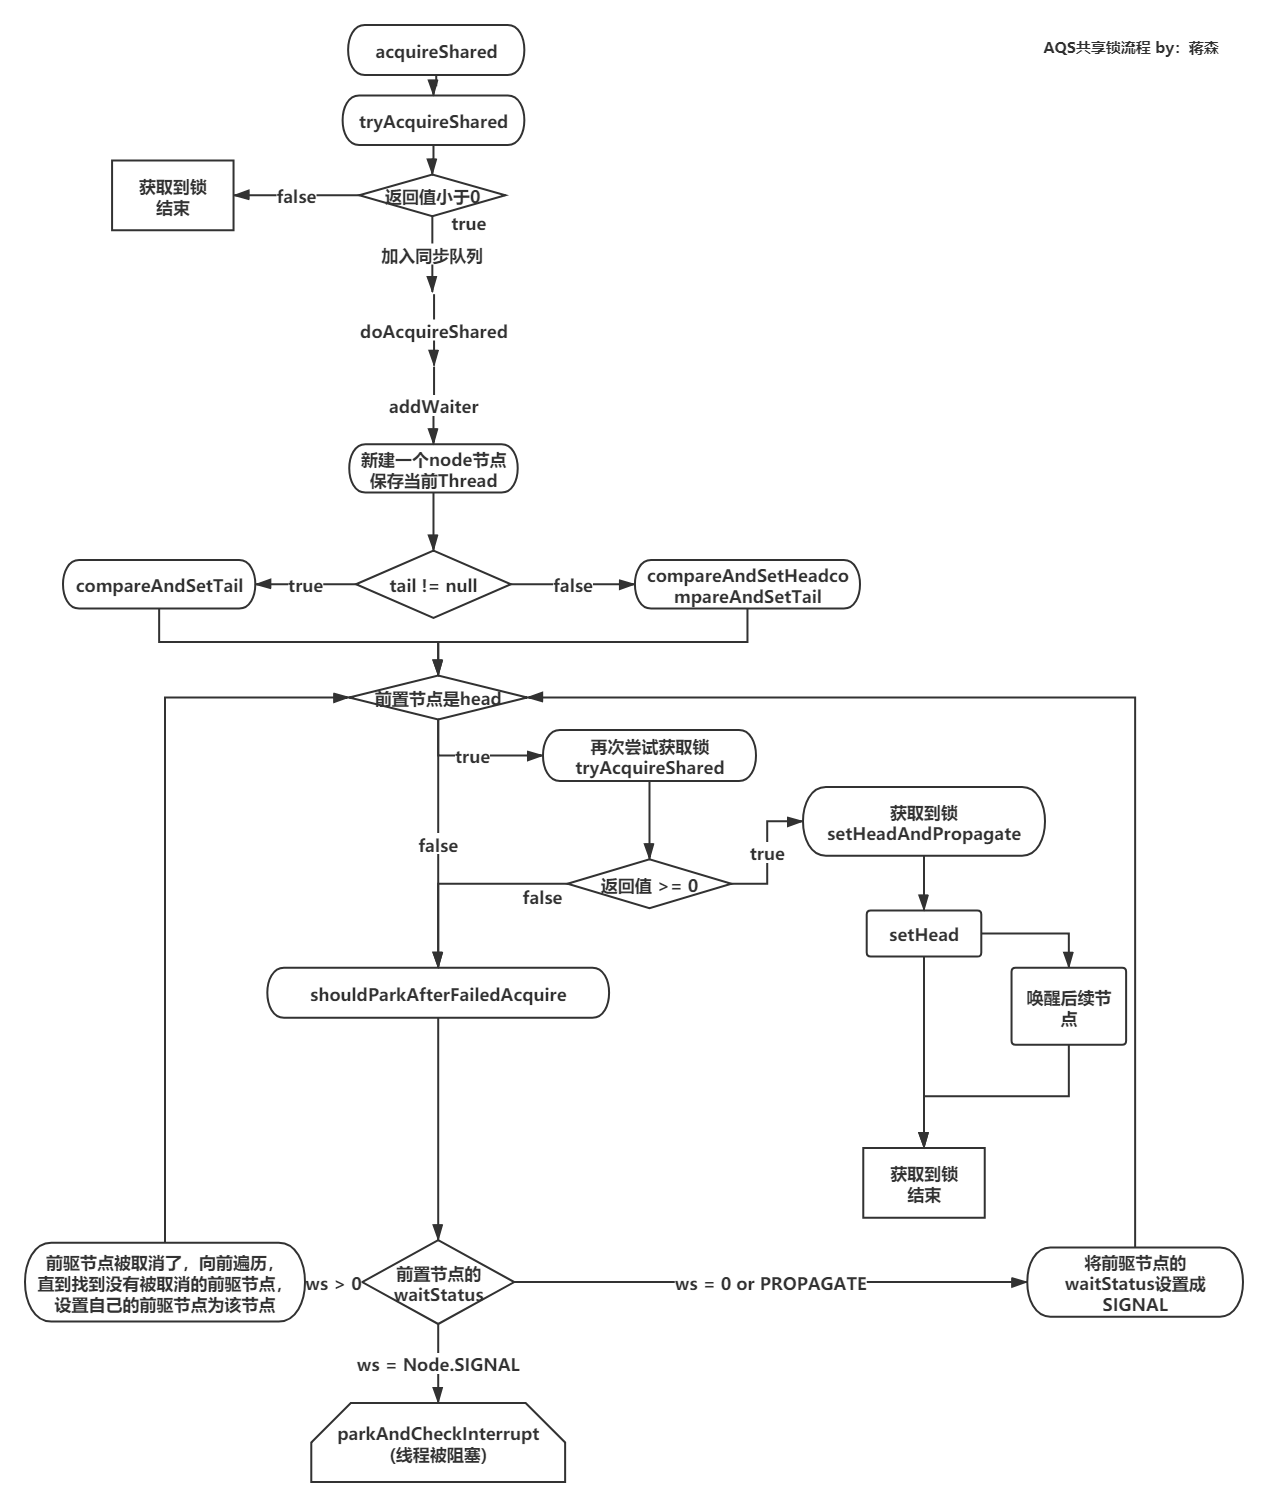 acquireShared
AQS共享锁流程 by：蒋森
tryAcquireShared
获取到锁
结束
false
返回值小于0
true
加入同步队列
doAcquireShared
addWaiter
新建一个node节点
保存当前Thread
compareAndSetTail
true
tail != null
false
compareAndSetHeadco
mpareAndSetTail
前置节点是head
true
再次尝试获取锁
tryAcquireShared
false
获取到锁
setHeadAndPropagate
true
返回值 >= 0
false
setHead
shouldParkAfterFailedAcquire
唤醒后续节
点
获取到锁
结束
前驱节点被取消了，向前遍历，
直到找到没有被取消的前驱节点，
设置自己的前驱节点为该节点
ws > 0
前置节点的
waitStatus
ws = 0 or PROPAGATE
将前驱节点的
waitStatus设置成
SIGNAL
ws = Node.SIGNAL
parkAndCheckInterrupt
(线程被阻塞)